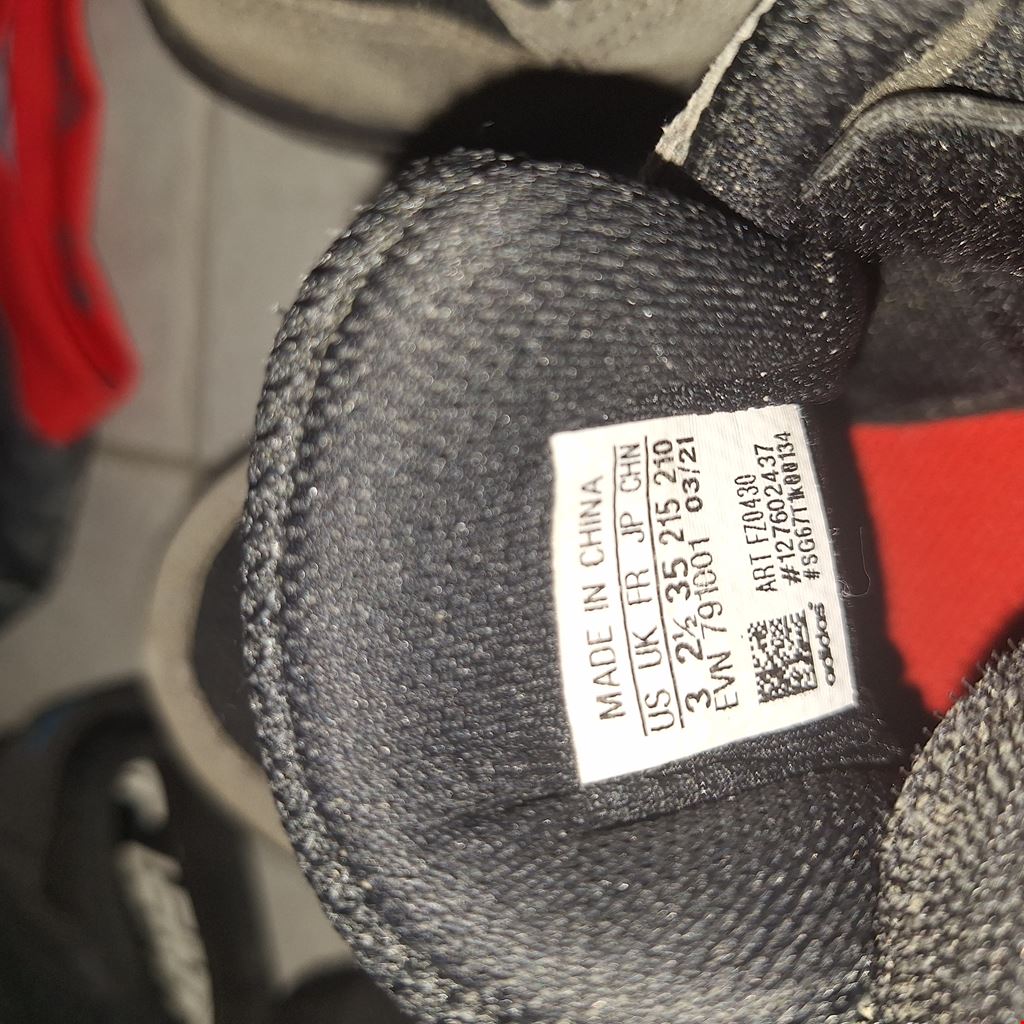 MADE IN CHINA
US UK FR JP CHN
3 2½ 35 215 210
EVN 791001 03/21
ART FZ0430
#127602437
#SG67T1K00134
adidas